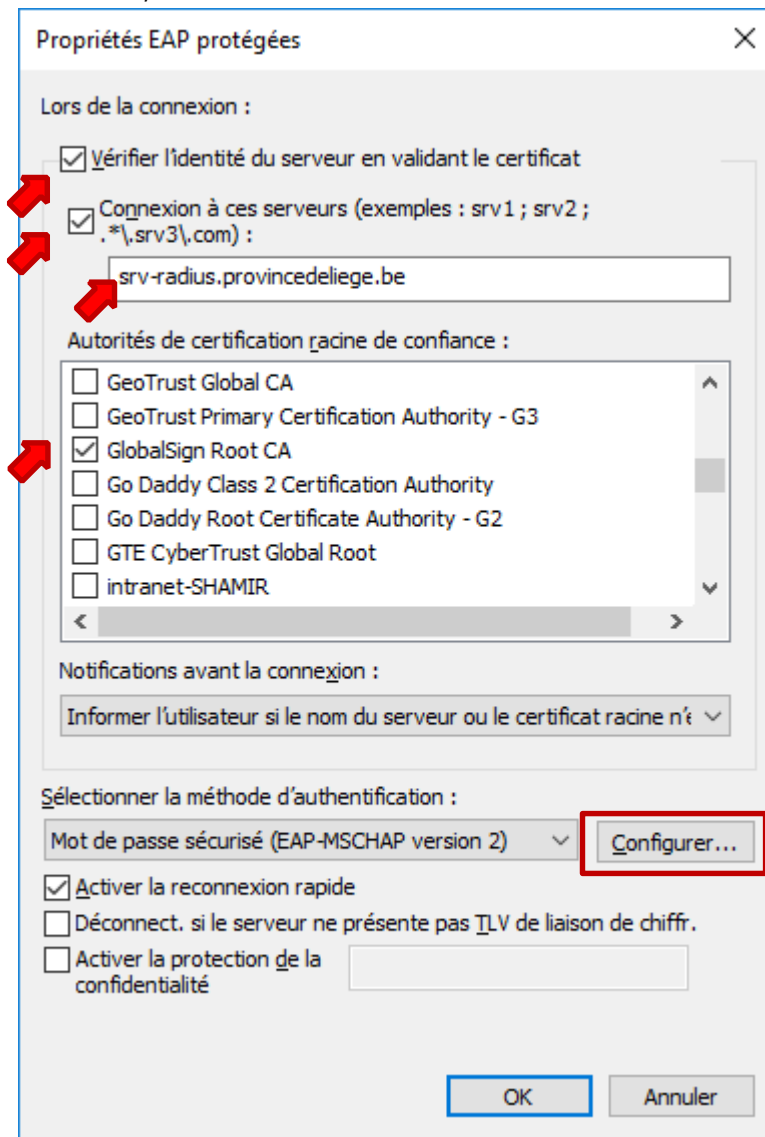 Propriétés EAP protégées
Lors de la connexion :
Vérifier l'identité du serveur en validant le certificat
Connexion à ces serveurs (exemples : srv1 ; srv2 ;
.*\.srv3\.com) :
srv-radius.provincedeliege.be
Autorités de certification racine de confiance :
GeoTrust Global CA
GeoTrust Primary Certification Authority - G3
GlobalSign Root CA
Go Daddy Class 2 Certification Authority
Go Daddy Root Certificate Authority - G2
GTE CyberTrust Global Root
intranet-SHAMIR
Notifications avant la connexion :
Informer l'utilisateur si le nom du serveur ou le certificat racine n'e
Sélectionner la méthode d'authentification :
Mot de passe sécurisé (EAP-MSCHAP version 2)
Configurer...
Activer la reconnexion rapide
Déconnect. si le serveur ne présente pas TLV de liaison de chiffr.
Activer la protection de la
confidentialité
OK
Annuler